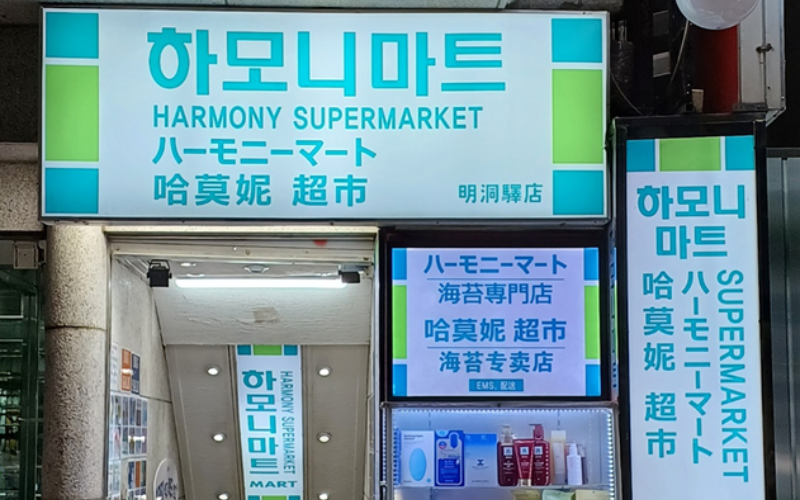 하모니마트
HARMONY SUPERMARKET
ハーモニーマート
哈莫妮 超市
明洞驛店
ハーモニーマート
海苔専門店
哈莫妮 超市
海苔专卖店
EMS. 配送
하모니
마트
SUPERMARKET
ハーモニーマート
哈莫妮 超市
HARMONY SUPERMARKET
하모니마트
MART